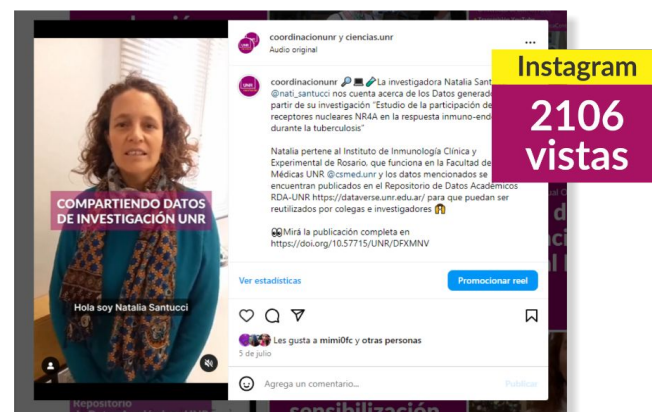 coordinacionunr y ciencias.unr
Audio original
coordinacionunr 🔎💻🧪La investigadora Natalia
@nati_santucci nos cuenta acerca de los Datos
partir de su investigación "Estudio de la participación
receptores nucleares NR4A en la respuesta
durante la tuberculosis"
Natalia pertene al Instituto de Inmunología Clínica y
Experimental de Rosario, que funciona en la Facultad de
Médicas UNR @csmed.unr y los datos mencionados se
encuentran publicados en el Repositorio de Datos Académicos
RDA-UNR https://dataverse.unr.edu.ar/ para que puedan ser
reutilizados por colegas e investigadores
Mirá la publicación completa en
https://doi.org/10.57715/UNR/DFXMNV
Instagram
2106
vistas
COMPARTIENDO DATOS
DE INVESTIGACIÓN UNR
Hola soy Natalia Santucci
Ver estadísticas
Promocionar reel
Les gusta a mimi0fc y otras personas
5 de julio
Agrega un comentario...
Publicar
Repositorio
sensibilización